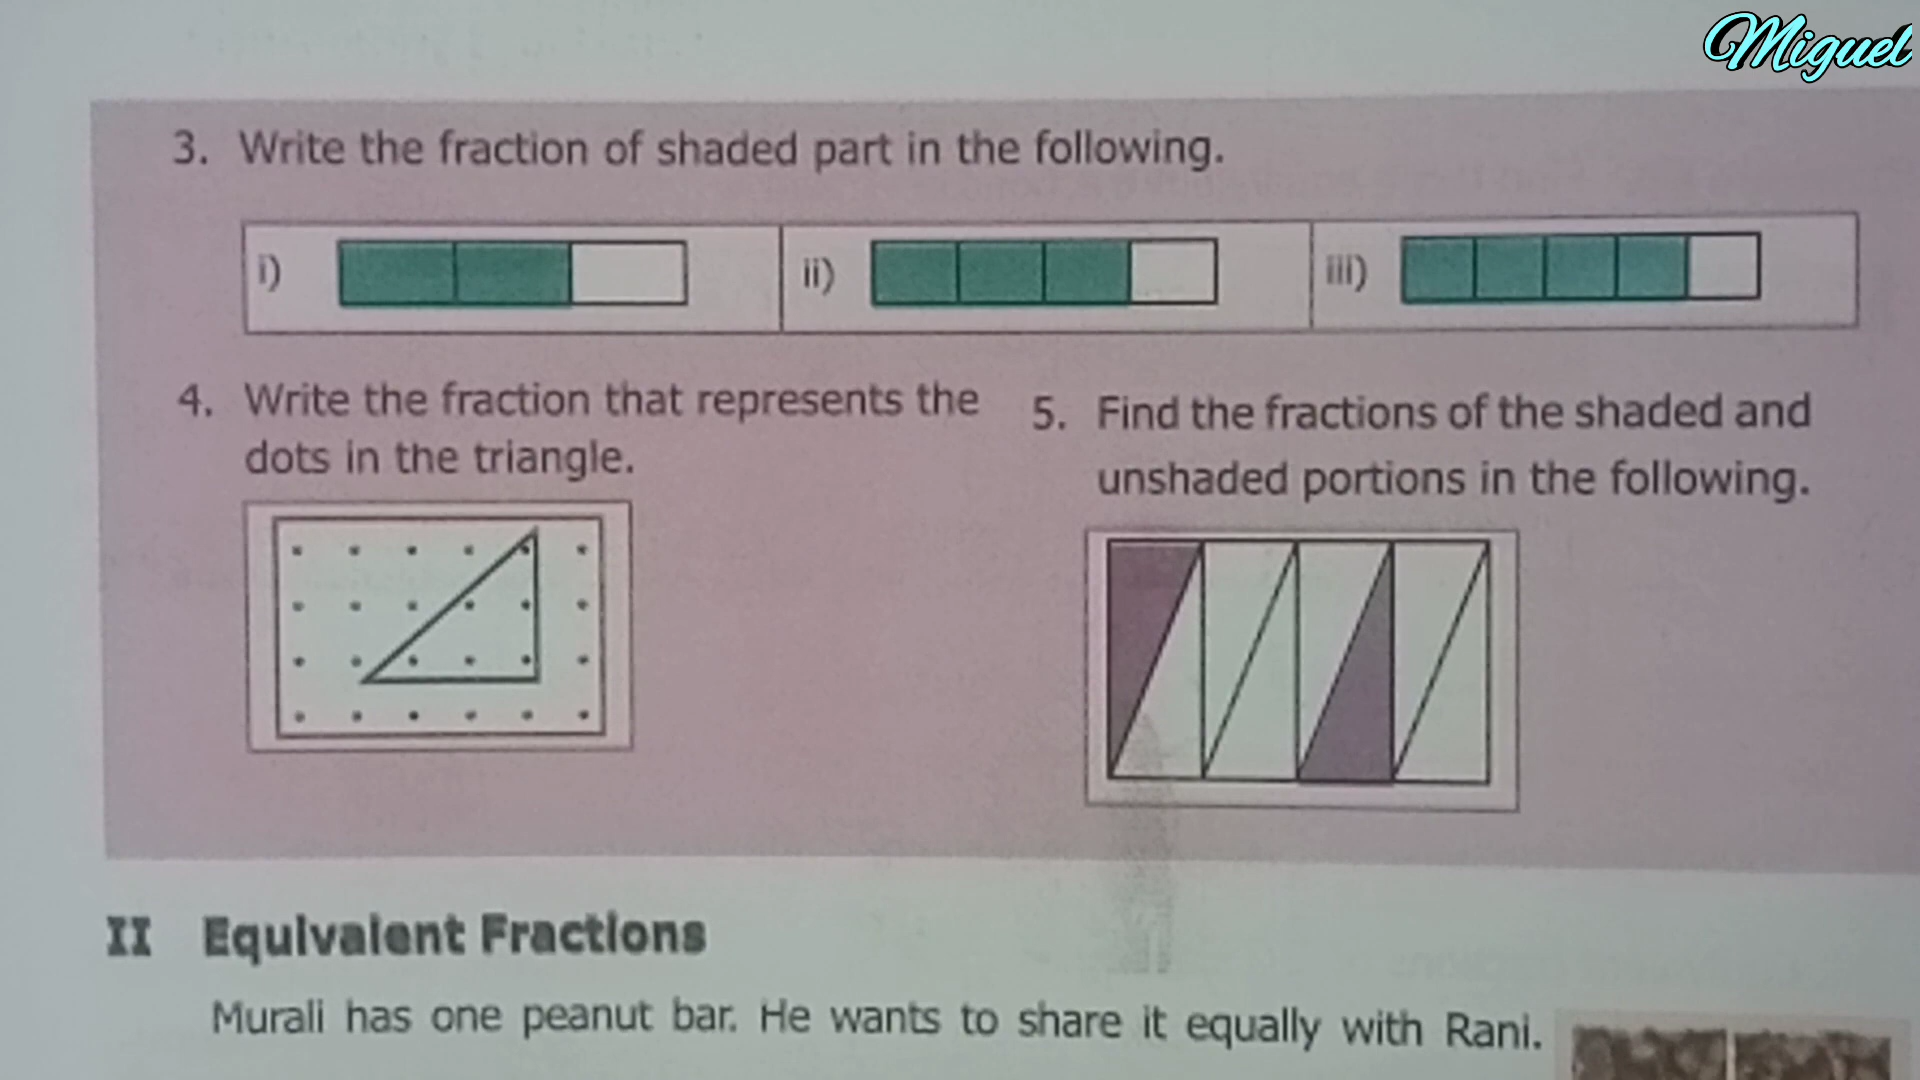 Miguel
3. Write the fraction of shaded part in the following.
i) ii) iii)
4. Write the fraction that represents the
dots in the triangle.
5. Find the fractions of the shaded and
unshaded portions in the following.
II Equivalent Fractions
Murali has one peanut bar. He wants to share it equally with Rani.